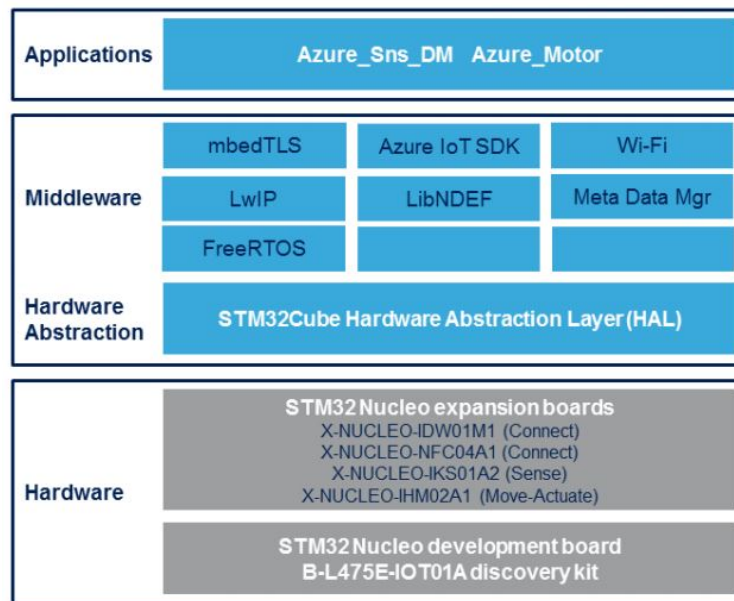 Applications
Azure_Sns_DM Azure_Motor
Middleware
mbedTLS
Azure IoT SDK
Wi-Fi
LwIP
LibNDEF
Meta Data Mgr
FreeRTOS
Hardware
Abstraction
STM32Cube Hardware Abstraction Layer (HAL)
Hardware
STM32 Nucleo expansion boards
X-NUCLEO-IDW01M1 (Connect)
X-NUCLEO-NFC04A1 (Connect)
X-NUCLEO-IKS01A2 (Sense)
X-NUCLEO-IHM02A1 (Move-Actuate)
STM32 Nucleo development board
B-L475E-IOT01A discovery kit